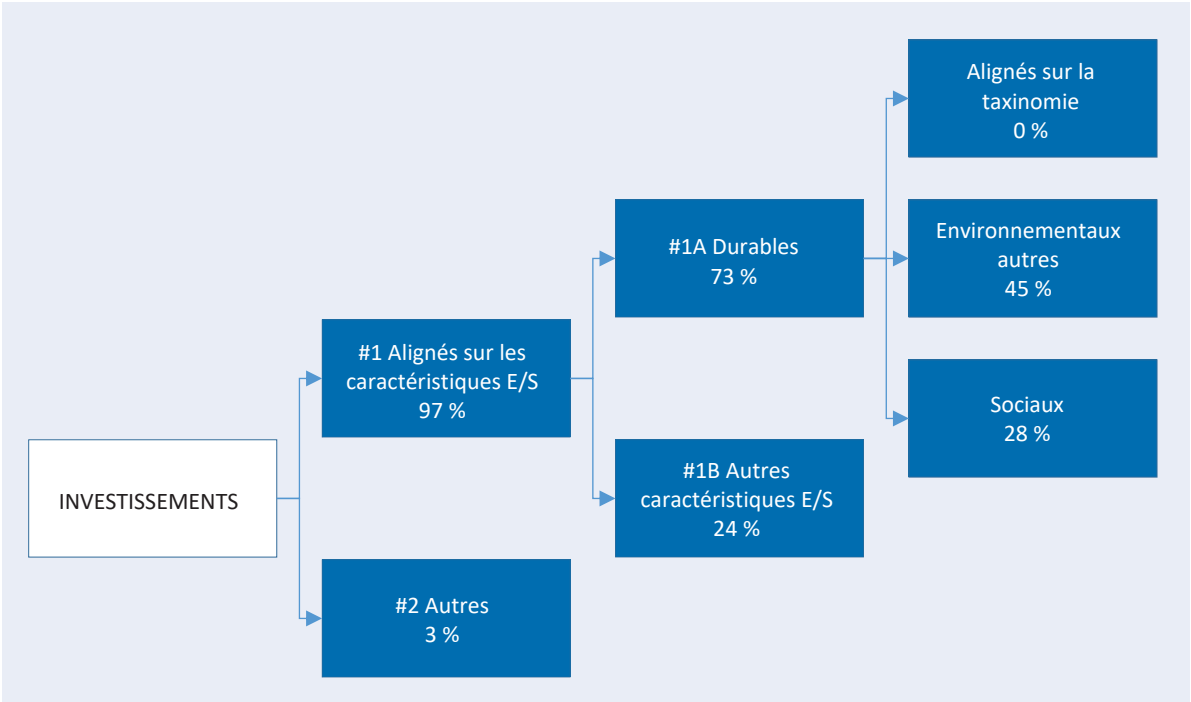 INVESTISSEMENTS
#1 Alignés sur les
caractéristiques E/S
97 %
#2 Autres
3 %
#1A Durables
73 %
#1B Autres
caractéristiques E/S
24 %
Alignés sur la
taxinomie
0 %
Environnementaux
autres
45 %
Sociaux
28 %